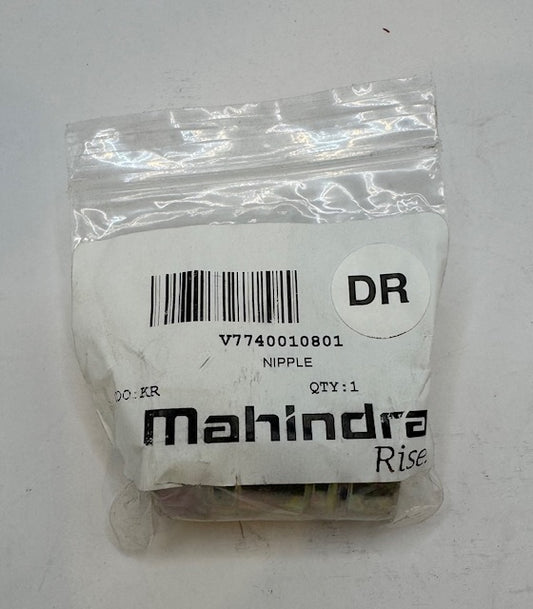 DR
V7740010801
NIPPLE
OO:KR QTY:1
Mahindra
Rise.